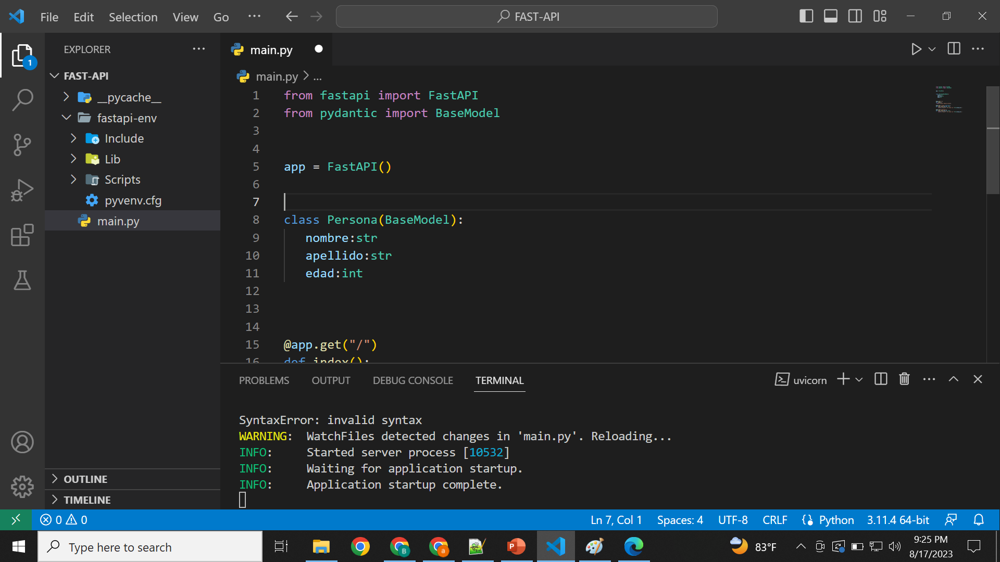 File Edit Selection View Go ... FAST-API
EXPLORER ...
1
FAST-API
__pycache__
fastapi-env
Include
Lib
Scripts
pyvenv.cfg
main.py
OUTLINE
TIMELINE
main.py
main.py > ...
1 from fastapi import FastAPI
2 from pydantic import BaseModel
3
4
5 app = FastAPI()
6
7
8 class Persona(BaseModel):
9 nombre:str
10 apellido:str
11 edad:int
12
13
14
15 @app.get("/")
16 def index():
PROBLEMS OUTPUT DEBUG CONSOLE TERMINAL uvicorn
SyntaxError: invalid syntax
WARNING: WatchFiles detected changes in 'main.py'. Reloading...
INFO: Started server process [10532]
INFO: Waiting for application startup.
INFO: Application startup complete.
0 0 Ln 7, Col 1 Spaces: 4 UTF-8 CRLF Python 3.11.4 64-bit
Type here to search B a P 83°F 9:25 PM
8/17/2023